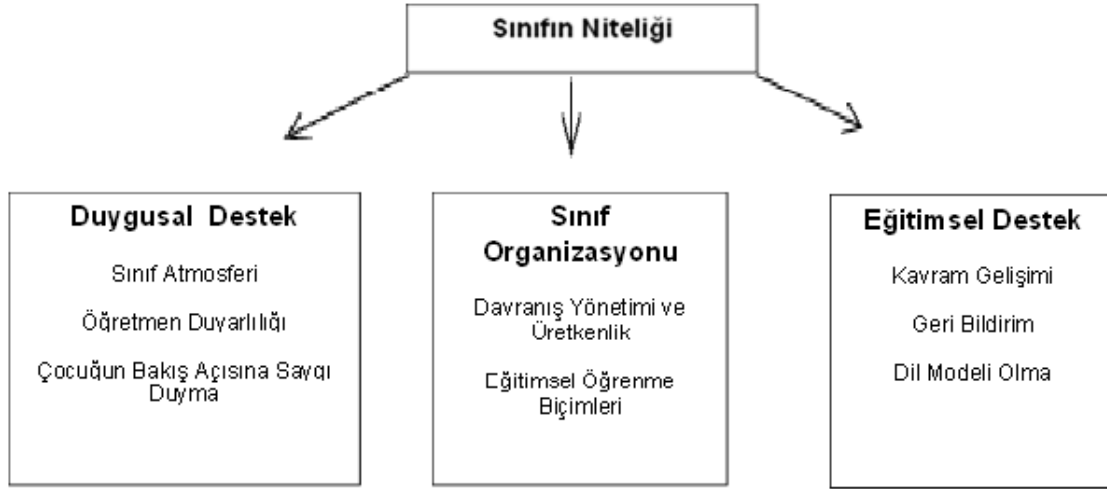 Sınıfın Niteliği
Duygusal Destek
Sınıf Atmosferi
Öğretmen Duyarlılığı
Çocuğun Bakış Açısına Saygı
Duyma
Sınıf
Organizasyonu
Davranış Yönetimi ve
Üretkenlik
Eğitimsel Öğrenme
Biçimleri
Eğitimsel Destek
Kavram Gelişimi
Geri Bildirim
Dil Modeli Olma